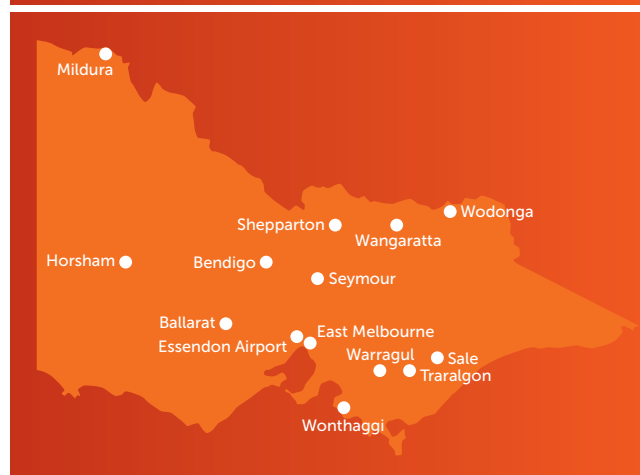 Mildura
Wodonga
Shepparton
Wangaratta
Horsham
Bendigo
Seymour
Ballarat
East Melbourne
Essendon Airport
Warragul
Sale
Traralgon
Wonthaggi